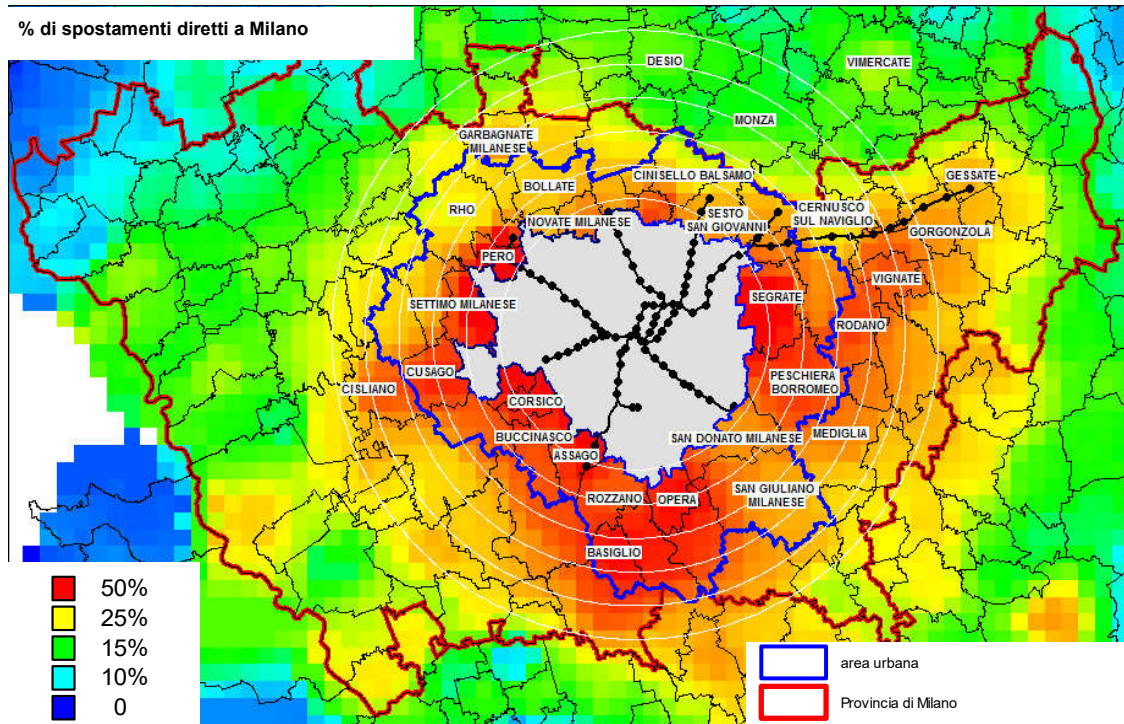 % di spostamenti diretti a Milano
DESIO
VIMERCATE
MONZA
GARBAGNATE
MILANESE
CINISELLO BALSAMO
GESSATE
BOLLATE
RHO
NOVATE MILANESE
SESTO
SAN GIOVANNI
CERNUSCO
SUL NAVIGLIO
GORGONZOLA
PERO
VIGNATE
SETTIMO MILANESE
SEGRATE
RODANO
CUSAGO
CISLIANO
PESCHIERA
BORROMEO
CORSICO
BUCCINASCO
SAN DONATO MILANESE
MEDIGLIA
ASSAGO
ROZZANO
OPERA
SAN GIULIANO
MILANESE
BASIGLIO
50%
25%
15%
10%
0
area urbana
Provincia di Milano